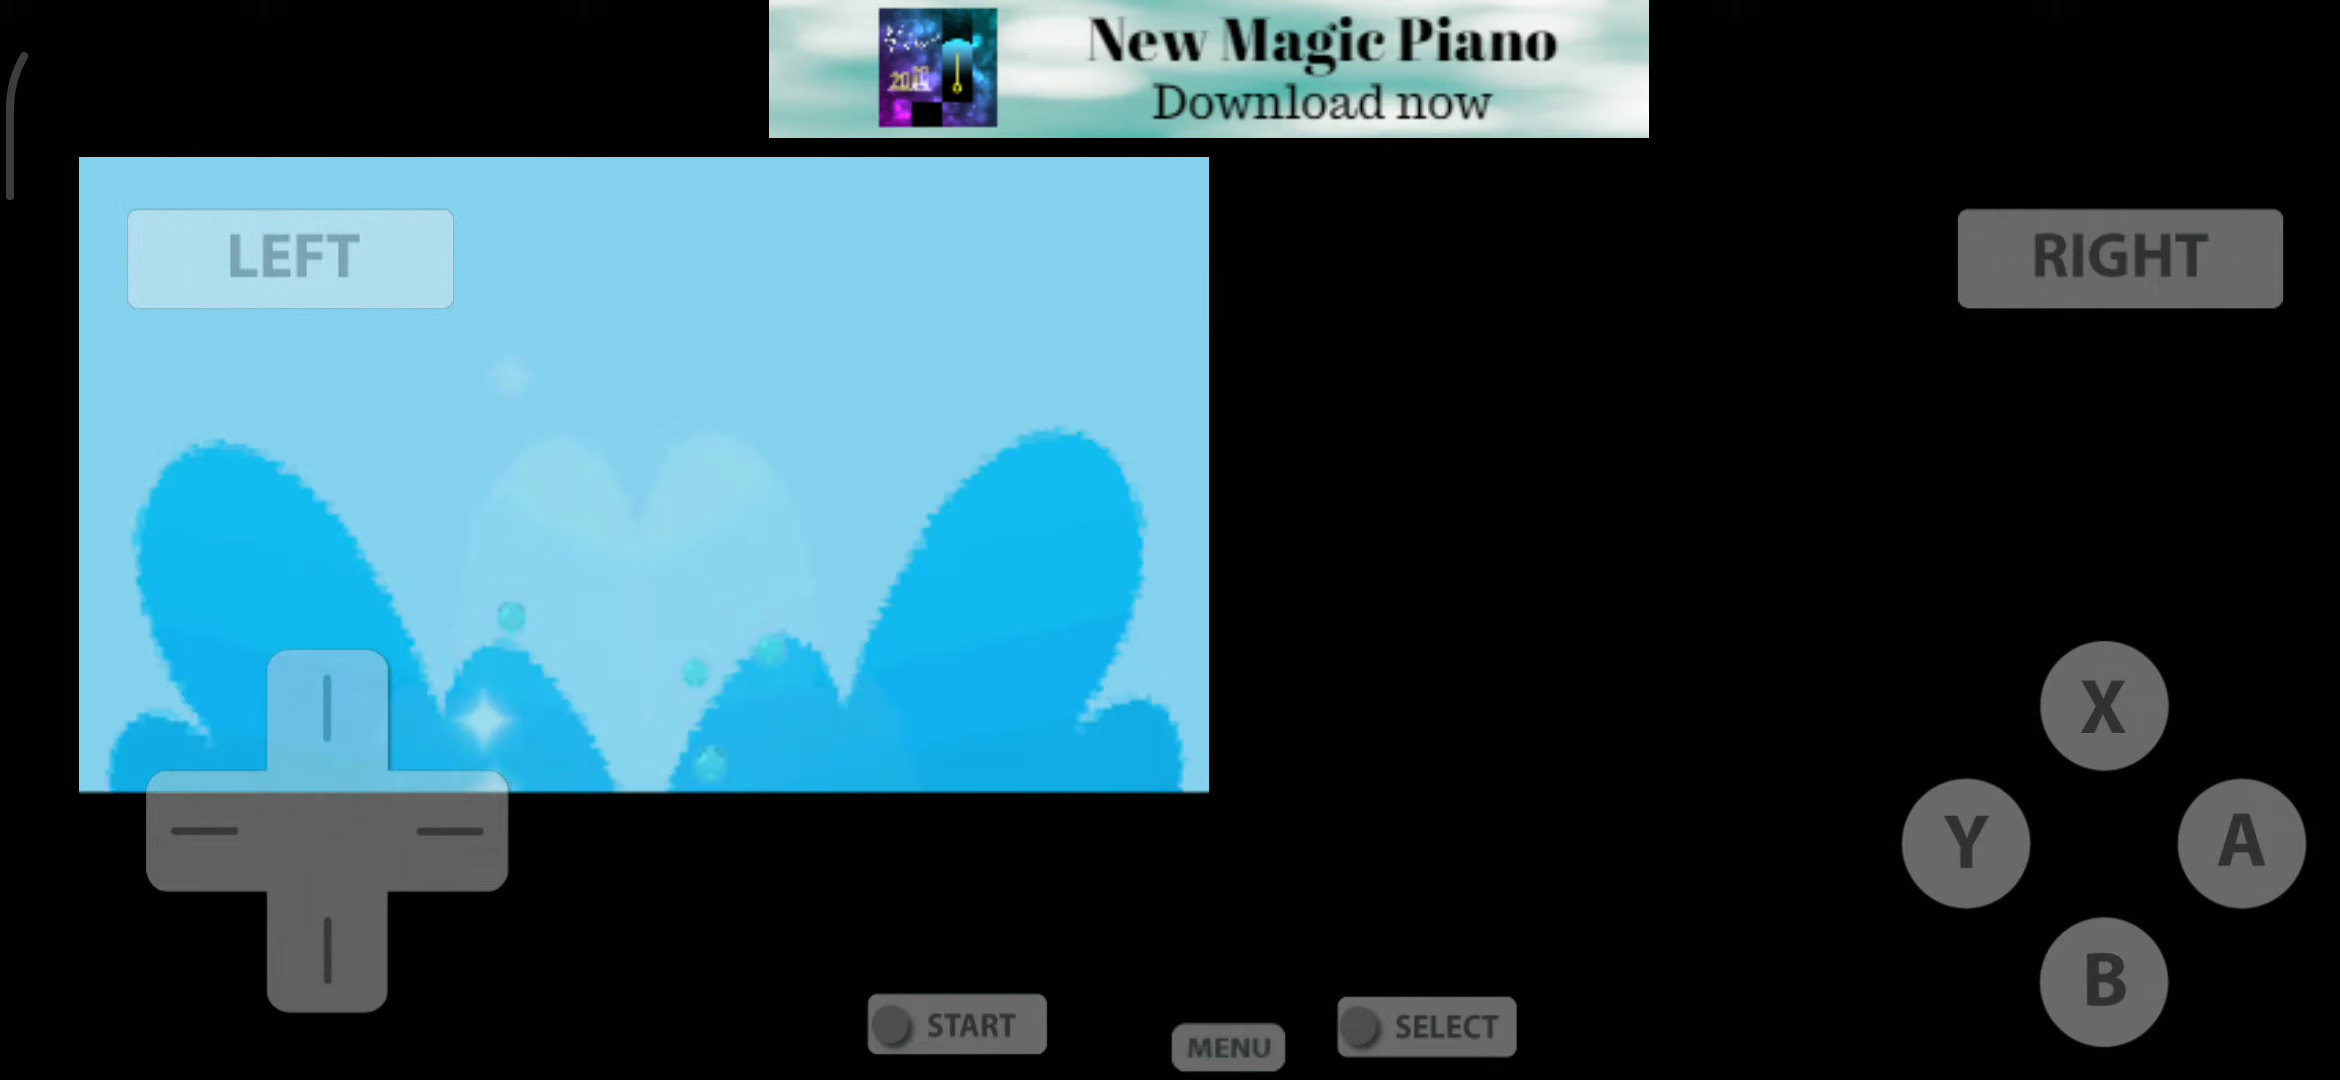 New Magic Piano
Download now
LEFT
RIGHT
X
Y
A
B
START
SELECT
MENU